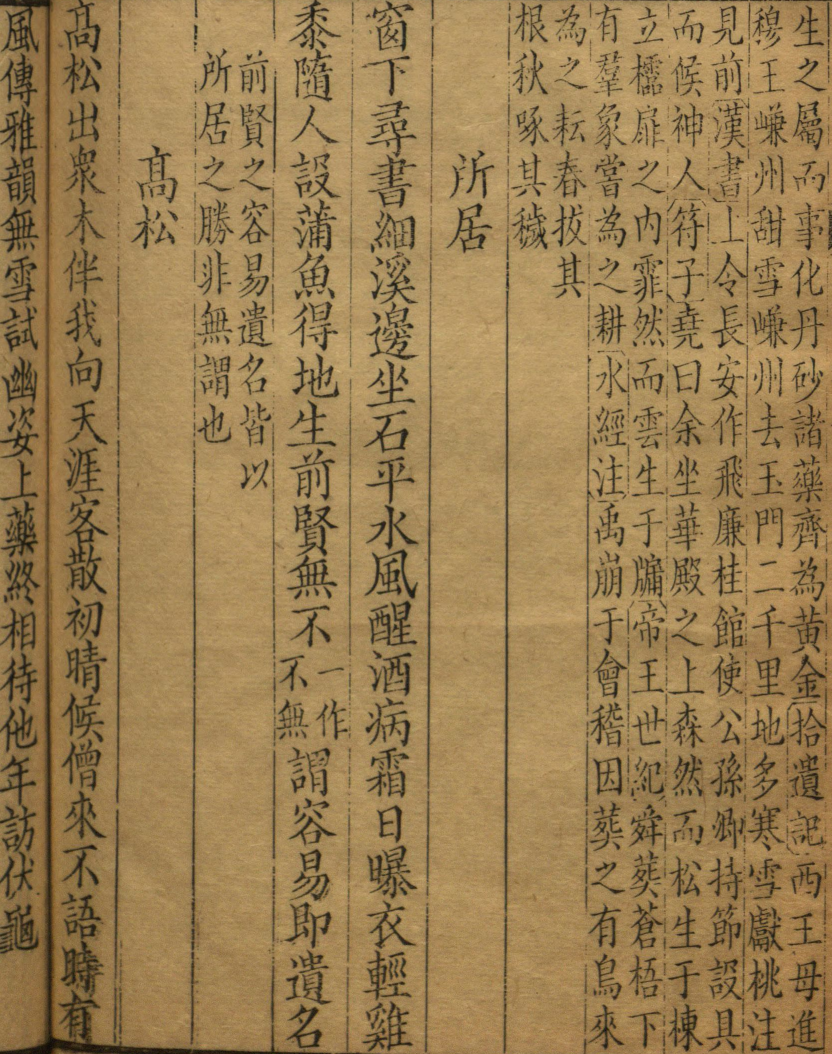 生之屬而事化丹砂諸藥齊為黃金拾遺記西王母進
穆王嵰州甜雪嵰州去玉門二千里地多寒雪獻桃注
見前漢書上令長安作飛廉桂館使公孫卿持節設具
而候神人符子堯曰余坐華殿之上森然而松生于棟
立櫺扉之內霏然而雲生于牖帝王世紀舜葬蒼梧下
有羣象嘗為之耕水經注禹崩于會稽因葬之有鳥來
為之耘春拔其
根秋啄其穢
所居
窗下尋書細溪邊坐石平水風醒酒病霜日曝衣輕雞
黍隨人設蒲魚得地生前賢無不一作不無謂容易即遺名
前賢之容易遺名皆以
所居之勝非無謂也
高松
高松出衆木伴我向天涯客散初晴候僧來不語時有
風傳雅韻無雪試幽姿上藥終相待他年訪伏龜